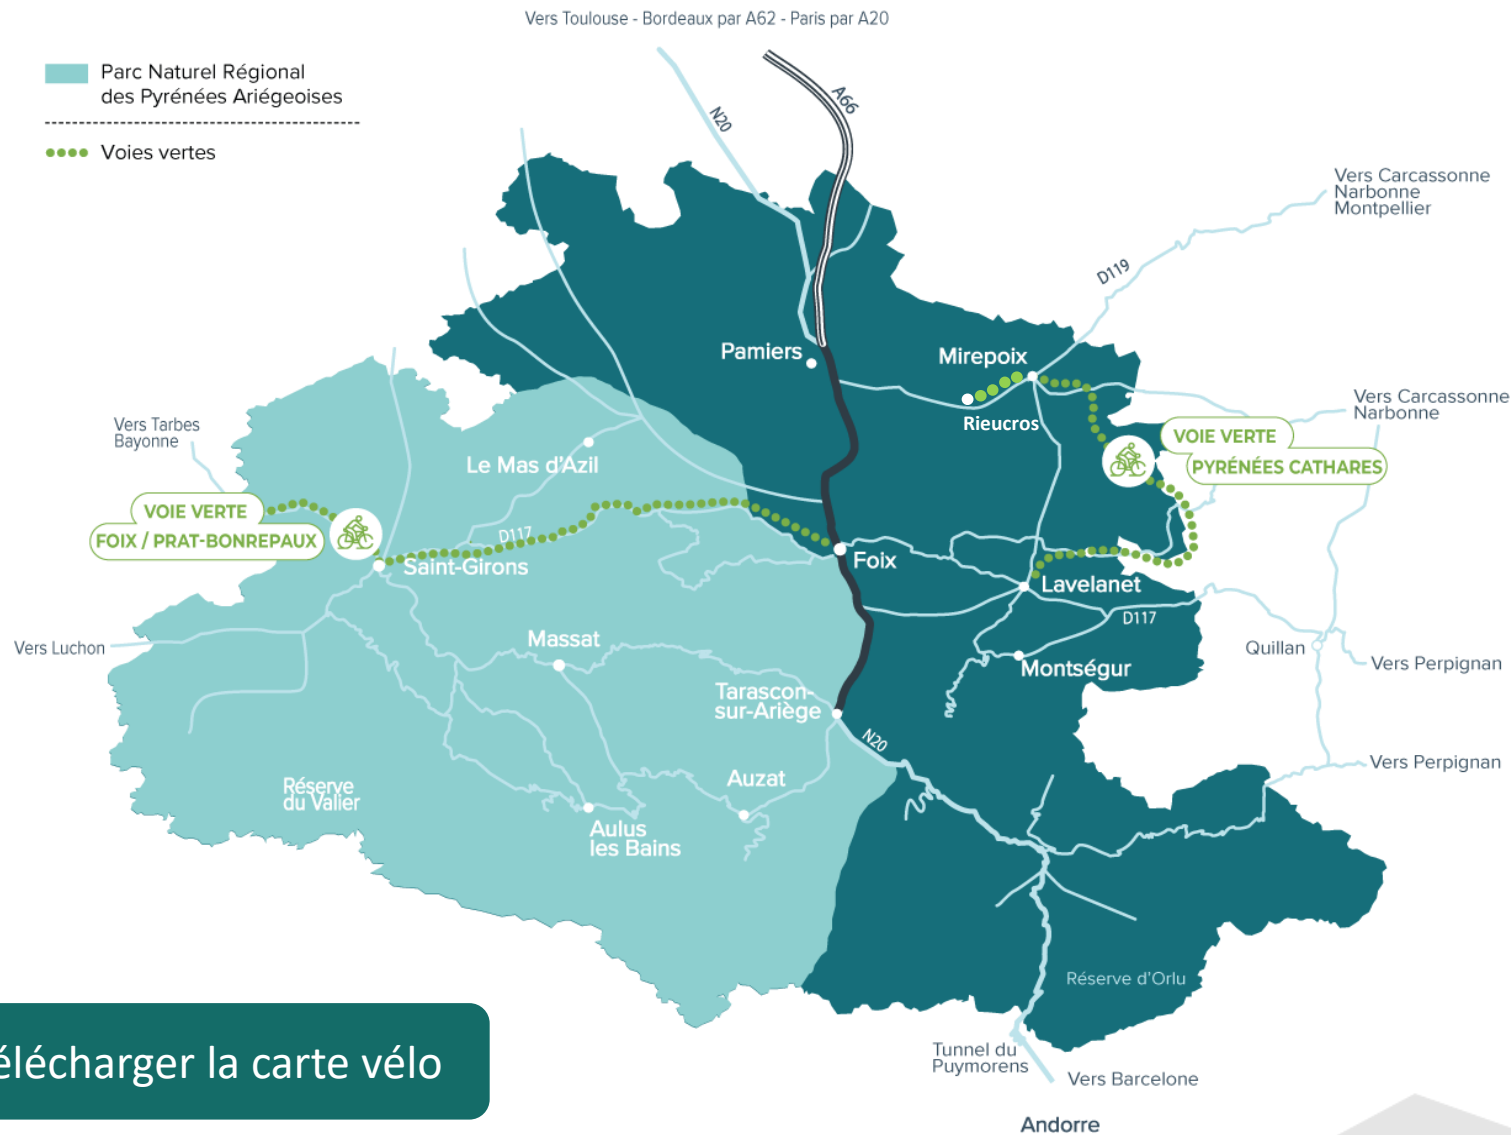 Vers Toulouse - Bordeaux par A62 - Paris par A20
Parc Naturel Régional
des Pyrénées Ariégeoises
Voies vertes
N20
A66
Vers Carcassonne
Narbonne
Montpellier
D119
Pamiers
Mirepoix
Rieucros
Vers Carcassonne
Narbonne
VOIE VERTE
PYRÉNÉES CATHARES
Vers Tarbes
Bayonne
Le Mas d'Azil
VOIE VERTE
FOIX / PRAT-BONREPAUX
D117
Saint-Girons
Foix
Lavelanet
D117
Vers Luchon
Massat
Montségur
Quillan
Vers Perpignan
Tarascon-
sur-Ariège
N20
Vers Perpignan
Auzat
Réserve
du Valier
Aulus
les Bains
Réserve d'Orlu
élécharger la carte vélo
Tunnel du
Puymorens
Vers Barcelone
Andorre